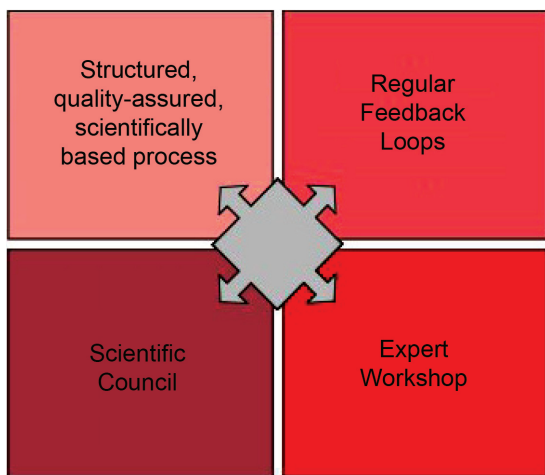 Structured,
quality-assured,
scientifically
based process
Regular
Feedback
Loops
Scientific
Council
Expert
Workshop